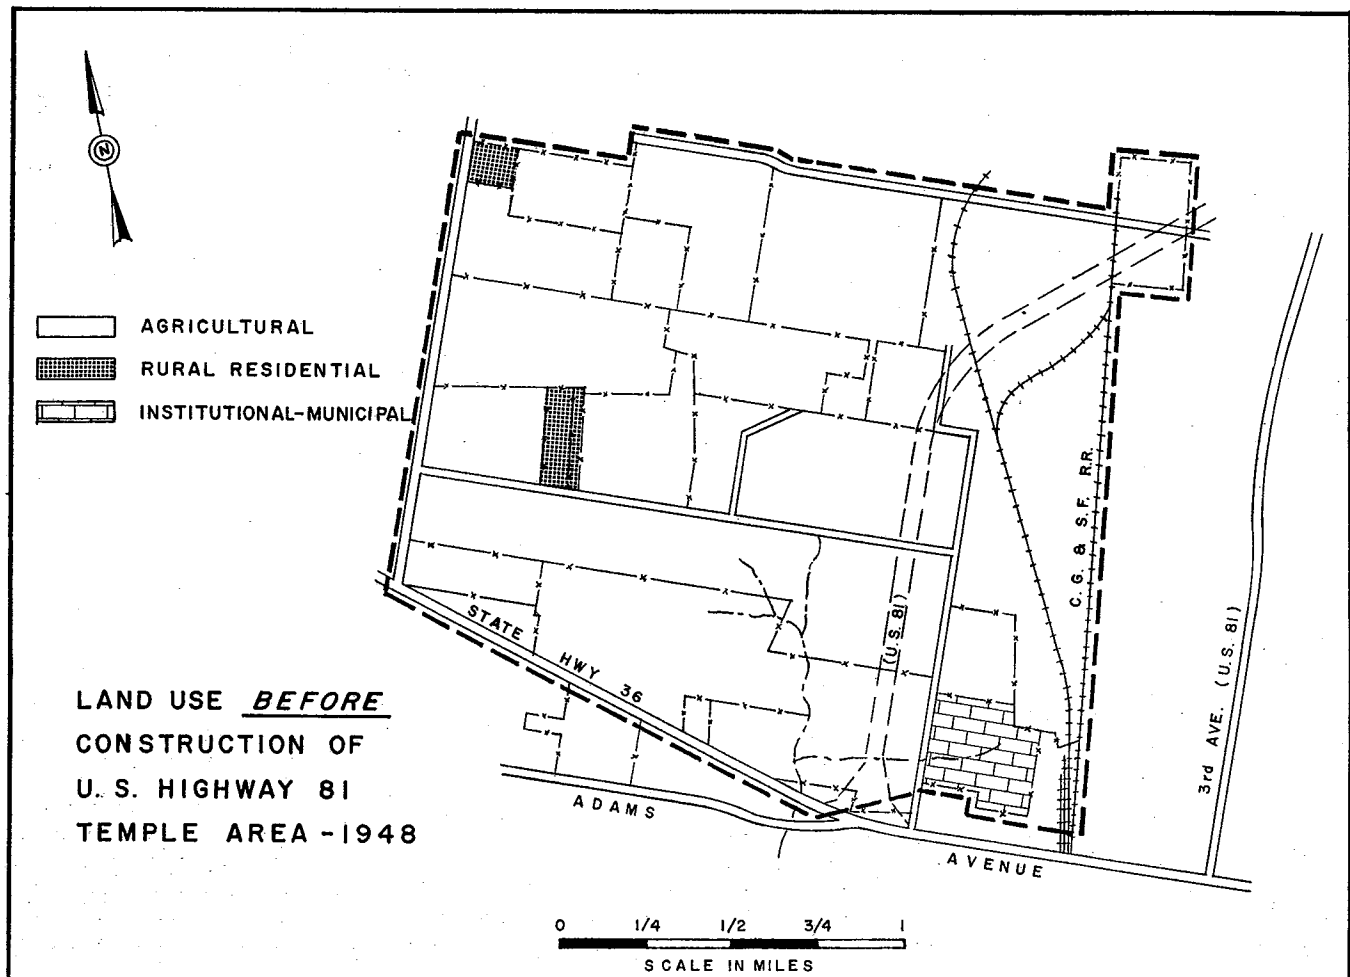 N
AGRICULTURAL
RURAL RESIDENTIAL
INSTITUTIONAL-MUNICIPAL
C. G. & S. F. R.R.
(U.S. 81)
3rd AVE. (U.S. 81)
STATE HWY 36
LAND USE BEFORE
CONSTRUCTION OF
U. S. HIGHWAY 81
TEMPLE AREA - 1948
ADAMS AVENUE
0 1/4 1/2 3/4 1
SCALE IN MILES